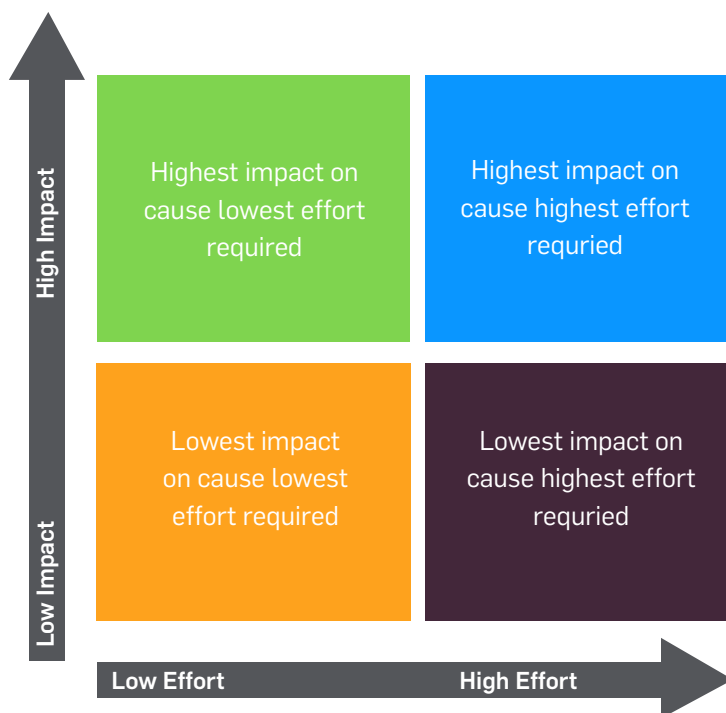 High Impact
Low Impact
Highest impact on
cause lowest effort
required
Highest impact on
cause highest effort
requried
Lowest impact
on cause lowest
effort required
Lowest impact on
cause highest effort
requried
Low Effort
High Effort